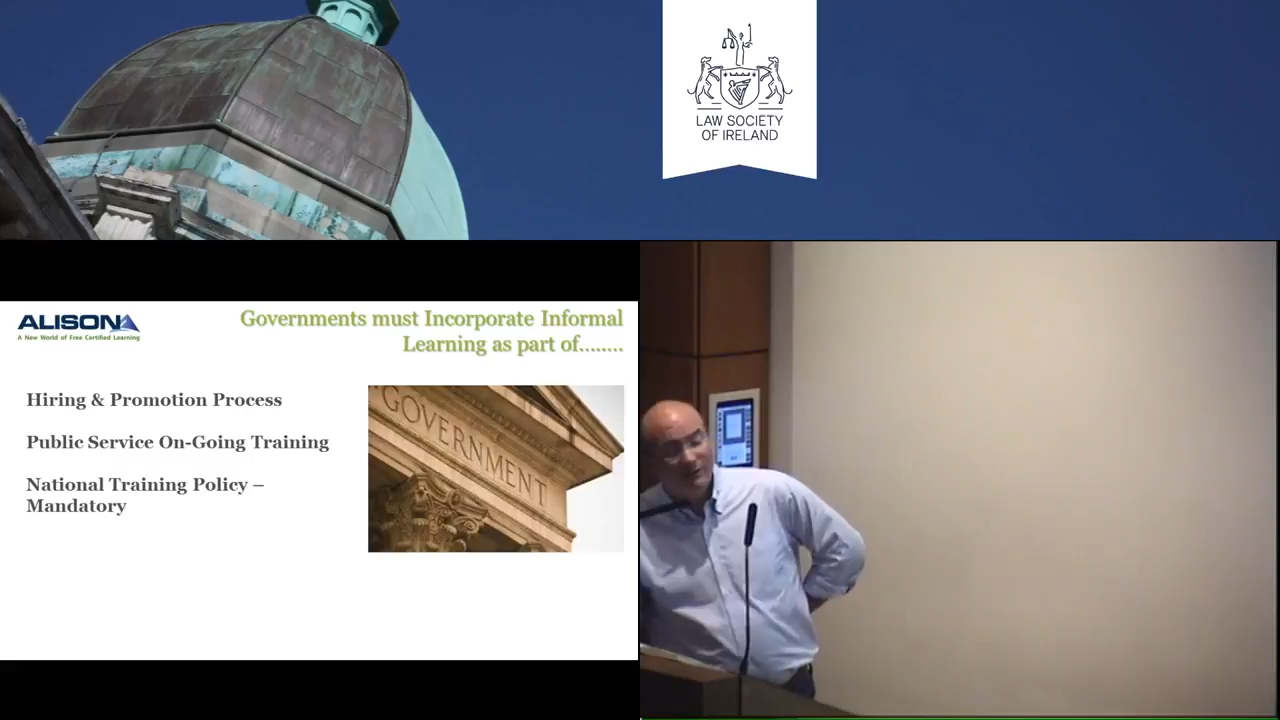 LAW SOCIETY
OF IRELAND
ALISON
A New World of Free Certified Learning
Governments must Incorporate Informal
Learning as part of........
Hiring & Promotion Process
Public Service On-Going Training
National Training Policy –
Mandatory
GOVERNMENT